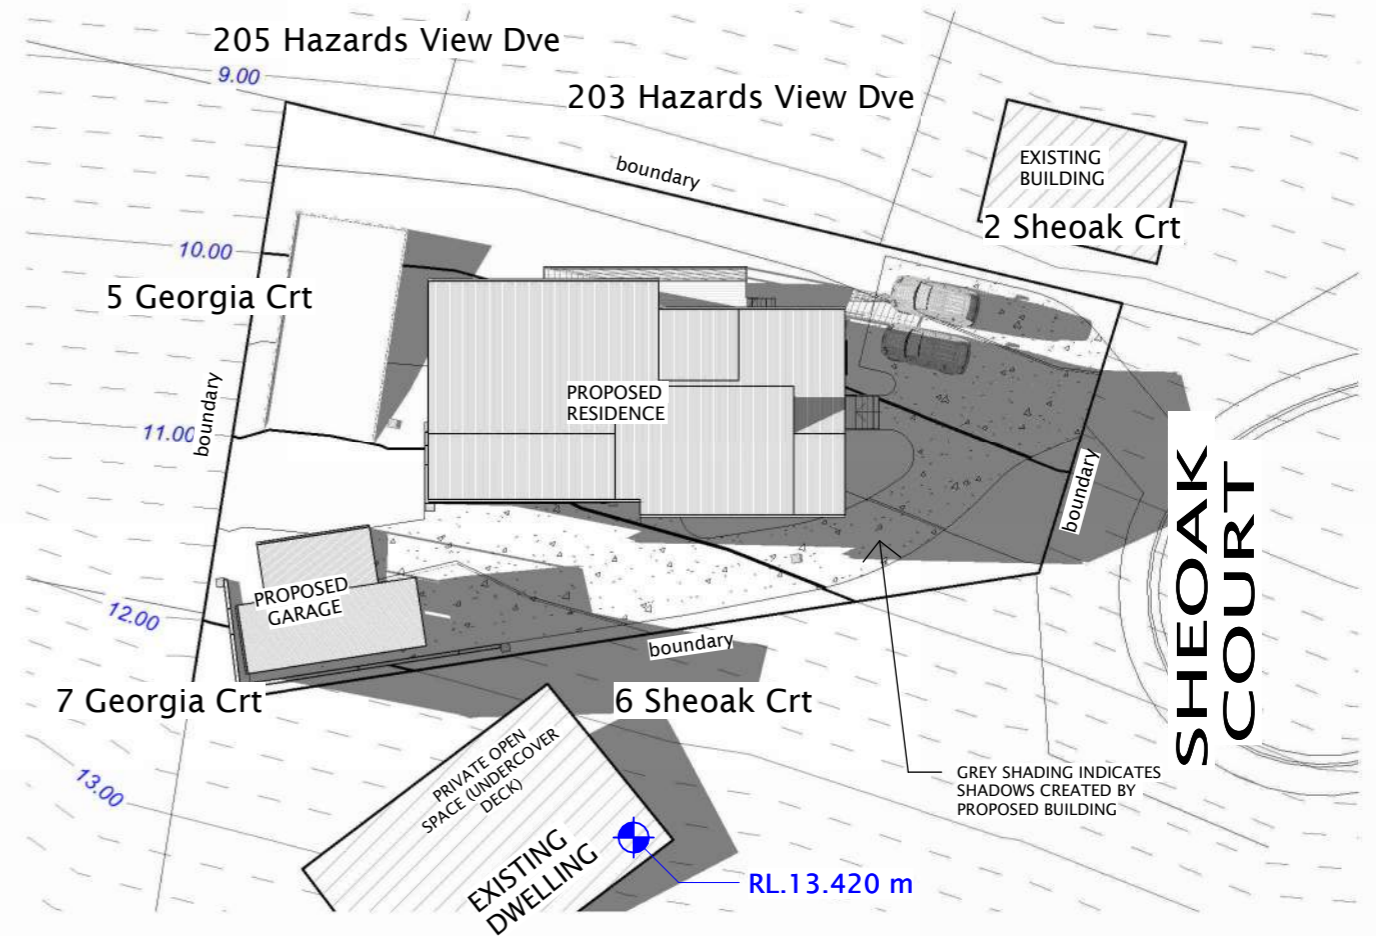 205 Hazards View Dve
9.00
203 Hazards View Dve
boundary
EXISTING
BUILDING
2 Sheoak Crt
10.00
5 Georgia Crt
PROPOSED
RESIDENCE
boundary
11.00
boundary
SHEOAK
COURT
PROPOSED
GARAGE
12.00
boundary
7 Georgia Crt
6 Sheoak Crt
PRIVATE OPEN
SPACE (UNDERCOVER
DECK)
13.00
GREY SHADING INDICATES
SHADOWS CREATED BY
PROPOSED BUILDING
EXISTING
DWELLING
RL.13.420 m